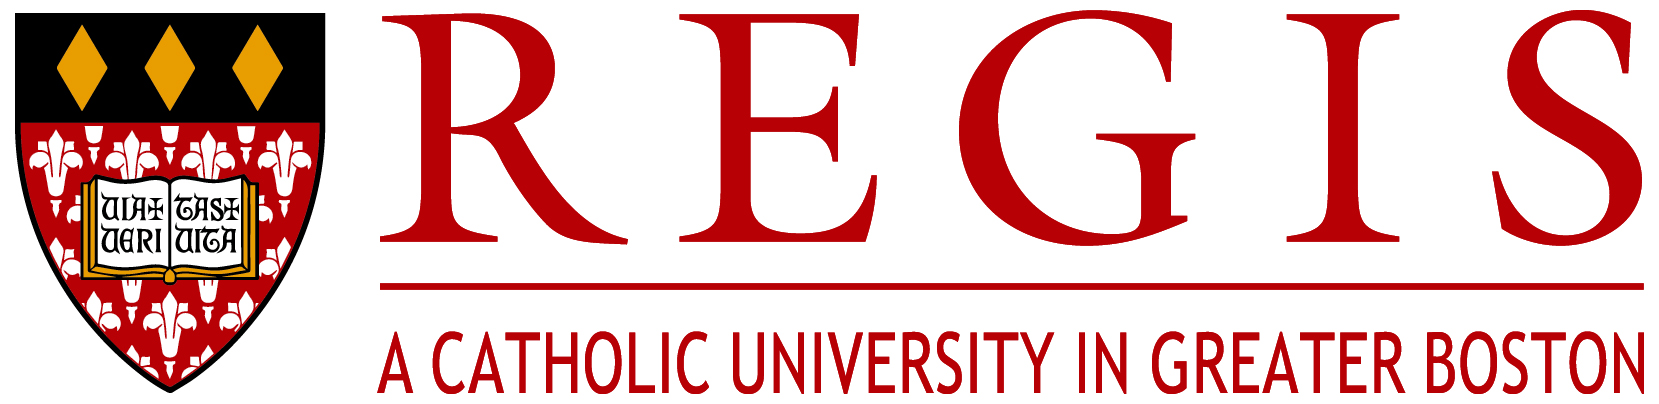 VIA+ TAS+
VERI VITA
REGIS
A CATHOLIC UNIVERSITY IN GREATER BOSTON